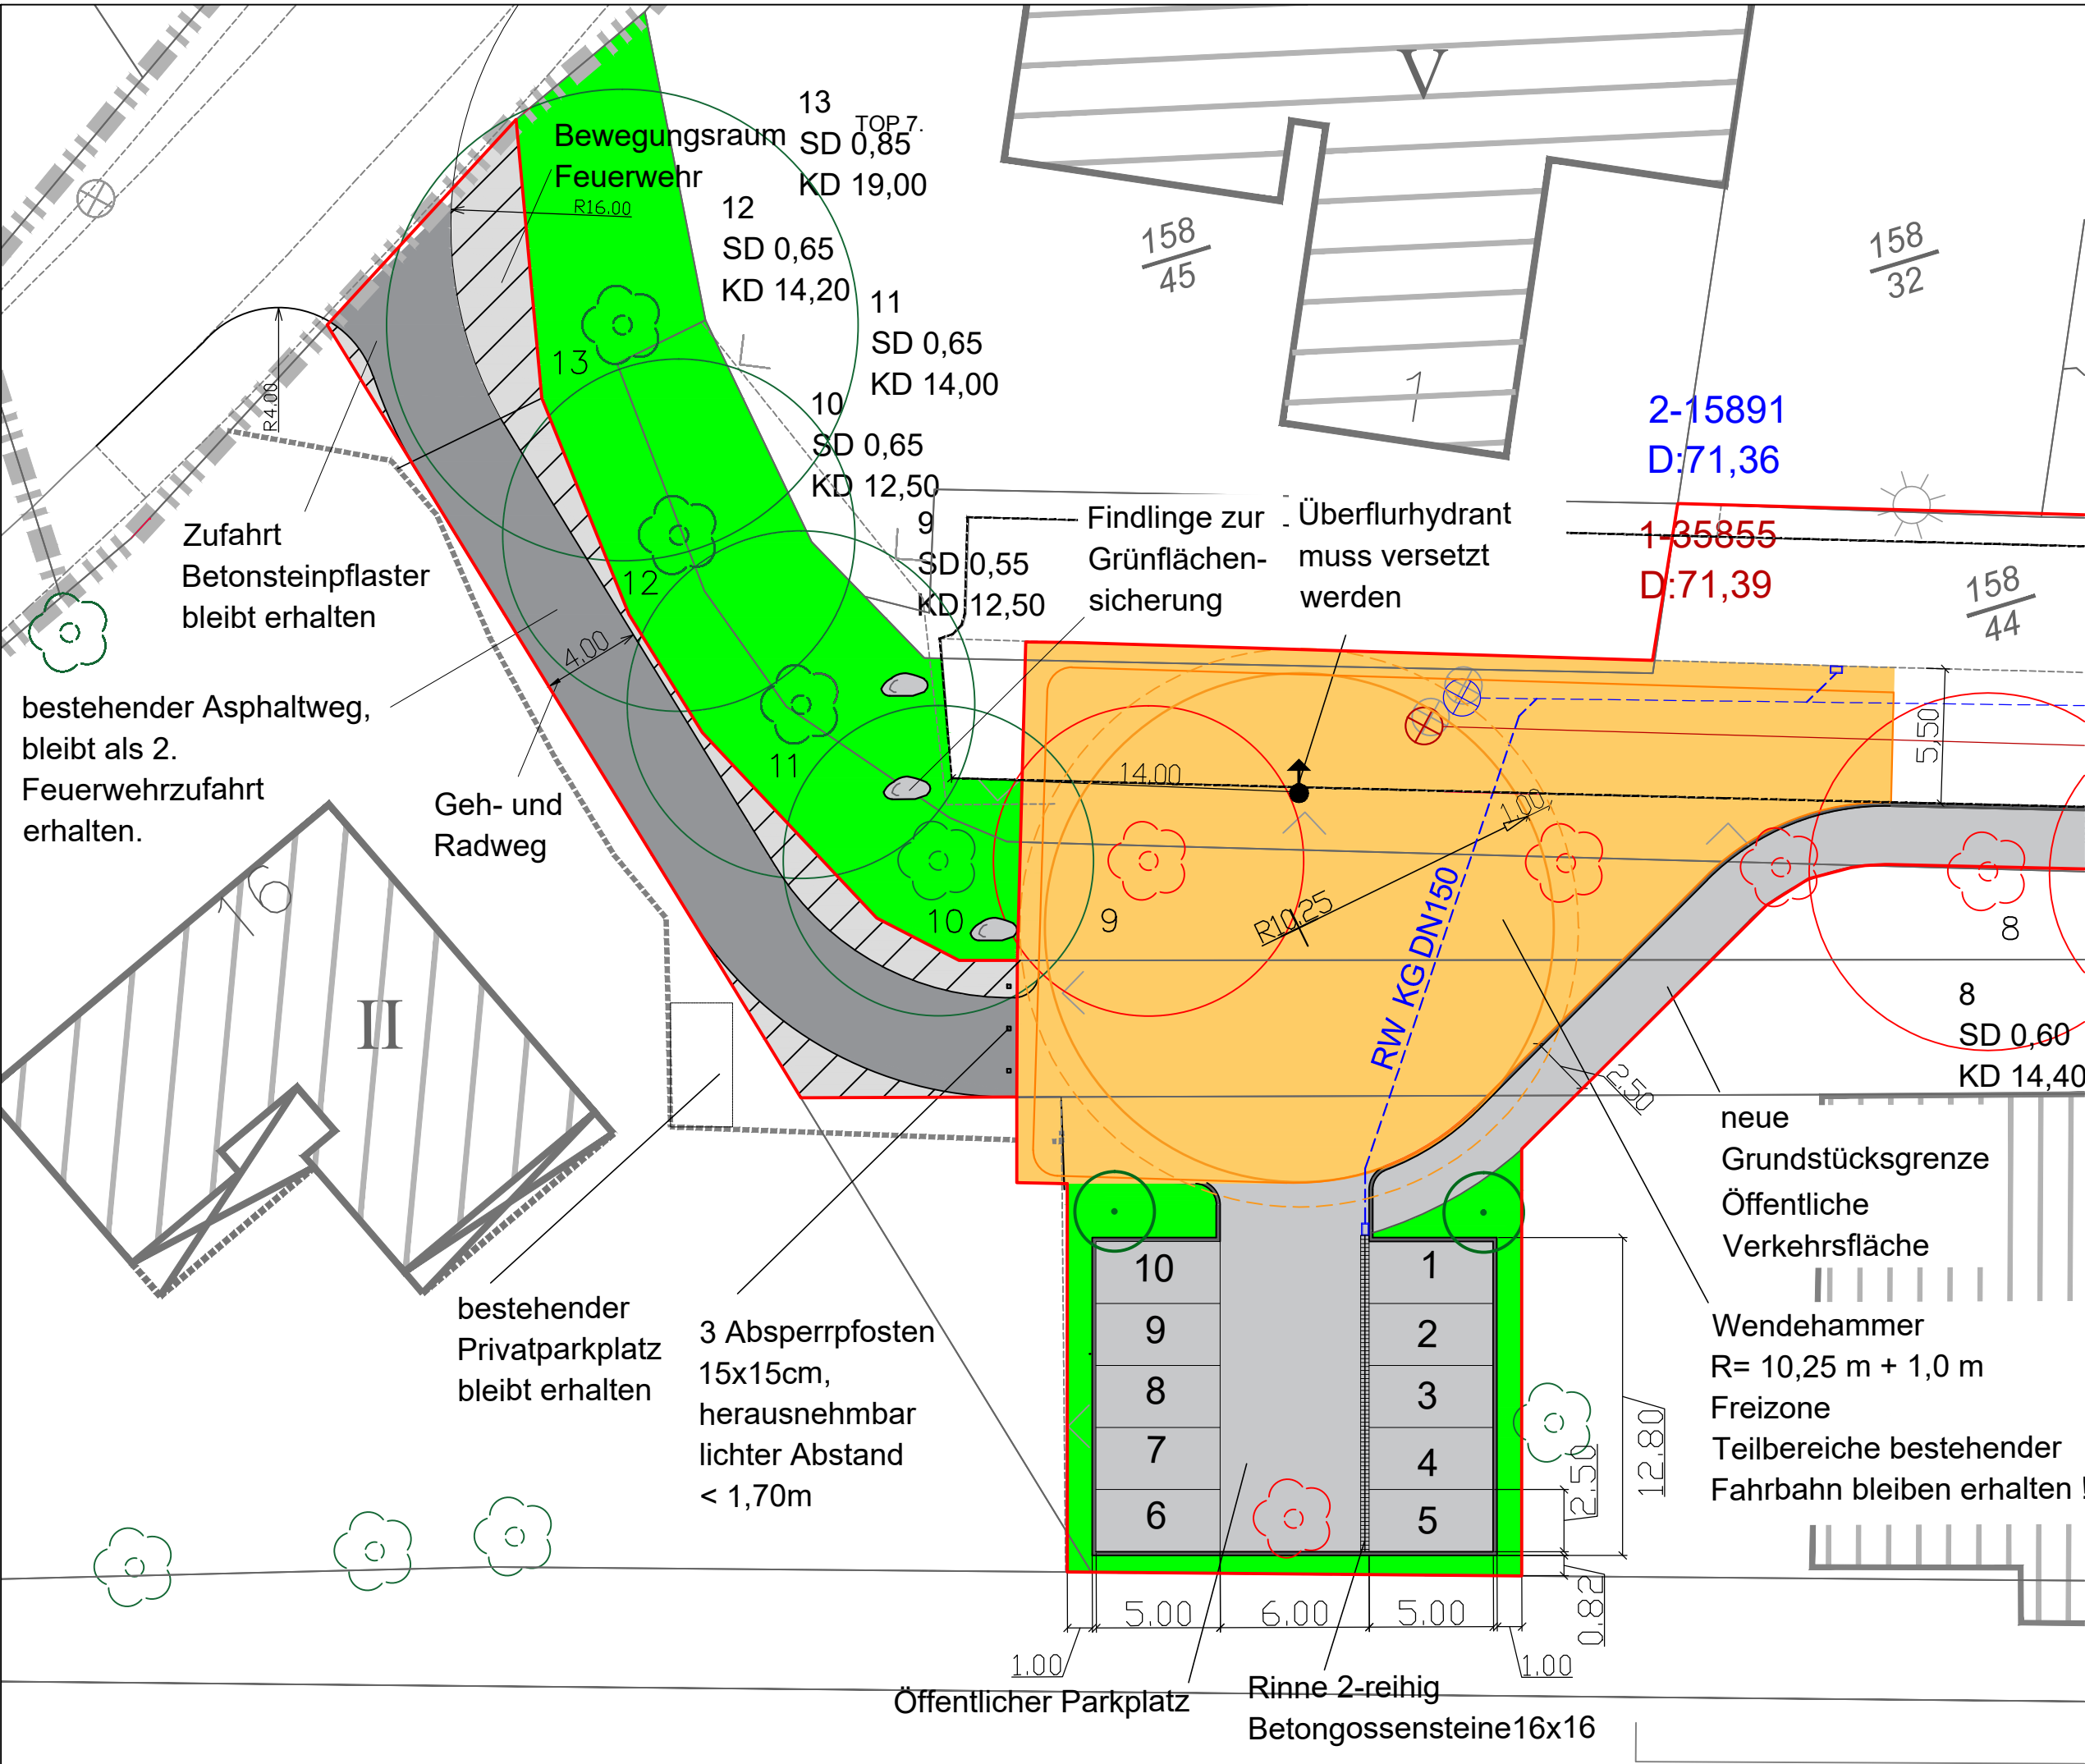 V
13
TOP 7.
SD 0,85
KD 19,00
Bewegungsraum
Feuerwehr
R16.00
12
SD 0,65
KD 14,20
11
SD 0,65
KD 14,00
10
SD 0,65
KD 12,50
9
SD 0,55
KD 12,50
158
45
158
32
1
2-15891
D:71,36
1-35855
D:71,39
158
44
R4.00
Zufahrt
Betonsteinpflaster
bleibt erhalten
Findlinge zur
Grünflächen-
sicherung
Überflurhydrant
muss versetzt
werden
13
12
11
10
9
8
4.00
14.00
1.00
R10.25
5,50
RW KG DN150
bestehender Asphaltweg,
bleibt als 2.
Feuerwehrzufahrt
erhalten.
Geh- und
Radweg
16
II
8
SD 0,60
KD 14,40
2.50
neue
Grundstücksgrenze
Öffentliche
Verkehrsfläche
bestehender
Privatparkplatz
bleibt erhalten
3 Absperrpfosten
15x15cm,
herausnehmbar
lichter Abstand
< 1,70m
Wendehammer
R= 10,25 m + 1,0 m
Freizone
Teilbereiche bestehender
Fahrbahn bleiben erhalten !
10
9
8
7
6
1
2
3
4
5
2.50
12.80
0.82
5.00
6.00
5.00
1.00
1.00
Öffentlicher Parkplatz
Rinne 2-reihig
Betongossensteine16x16